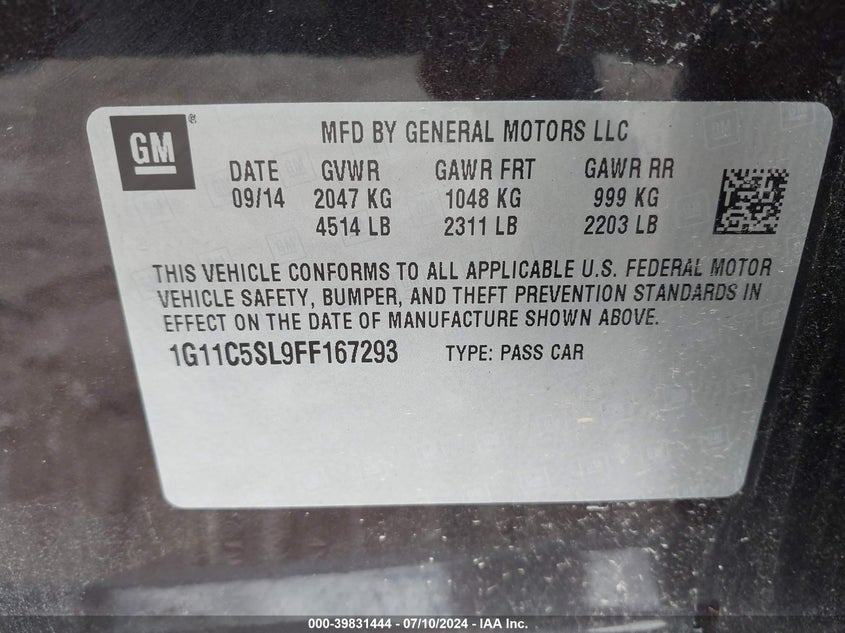 GM®
MFD BY GENERAL MOTORS LLC
DATE GVWR GAWR FRT GAWR RR
09/14 2047 KG 1048 KG 999 KG
4514 LB 2311 LB 2203 LB
THIS VEHICLE CONFORMS TO ALL APPLICABLE U.S. FEDERAL MOTOR
VEHICLE SAFETY, BUMPER, AND THEFT PREVENTION STANDARDS IN
EFFECT ON THE DATE OF MANUFACTURE SHOWN ABOVE.
1G11C5SL9FF167293 TYPE: PASS CAR
000-39831444 / 07/10/2024 - IAA Inc.